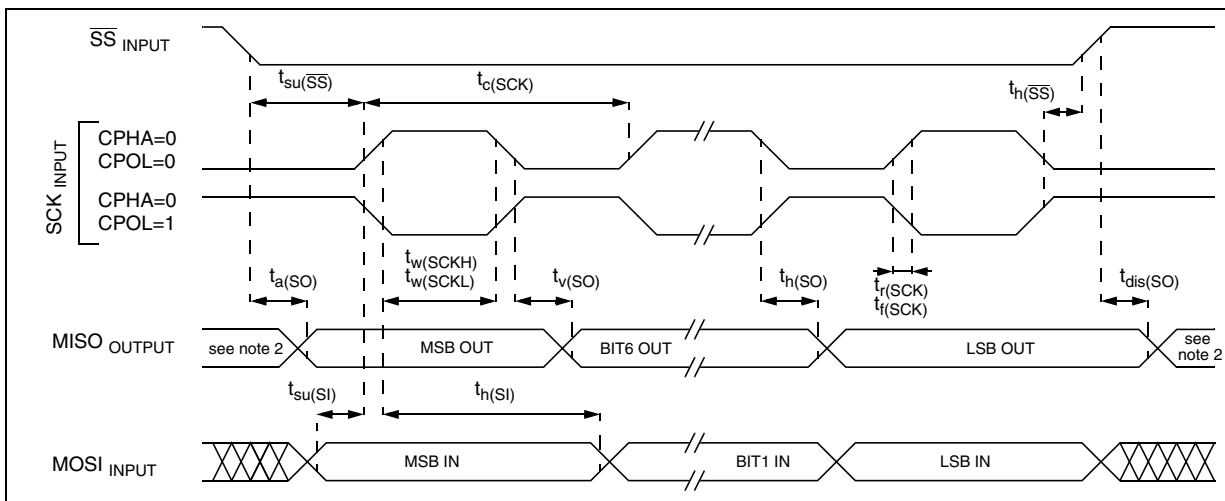 SS INPUT
tsu(SS)
tc(SCK)
th(SS)
SCK INPUT
CPHA=0
CPOL=0
CPHA=0
CPOL=1
ta(SO)
tw(SCKH)
tw(SCKL)
tv(SO)
th(SO)
tr(SCK)
tf(SCK)
tdis(SO)
MISO OUTPUT
see note 2
MSB OUT
BIT6 OUT
LSB OUT
see
note 2
tsu(SI)
th(SI)
MOSI INPUT
MSB IN
BIT1 IN
LSB IN